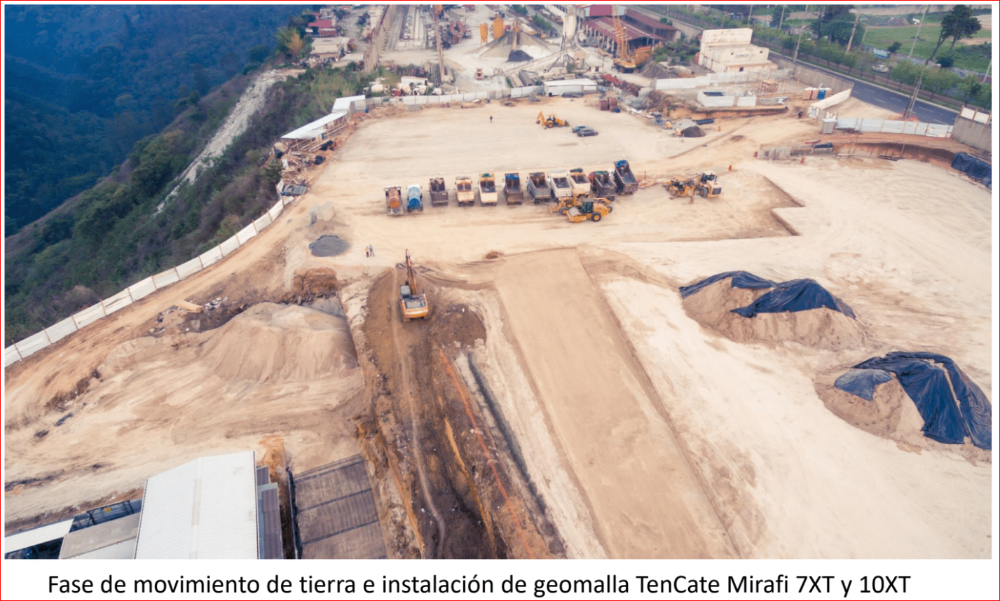 Fase de movimiento de tierra e instalación de geomalla TenCate Mirafi 7XT y 10XT